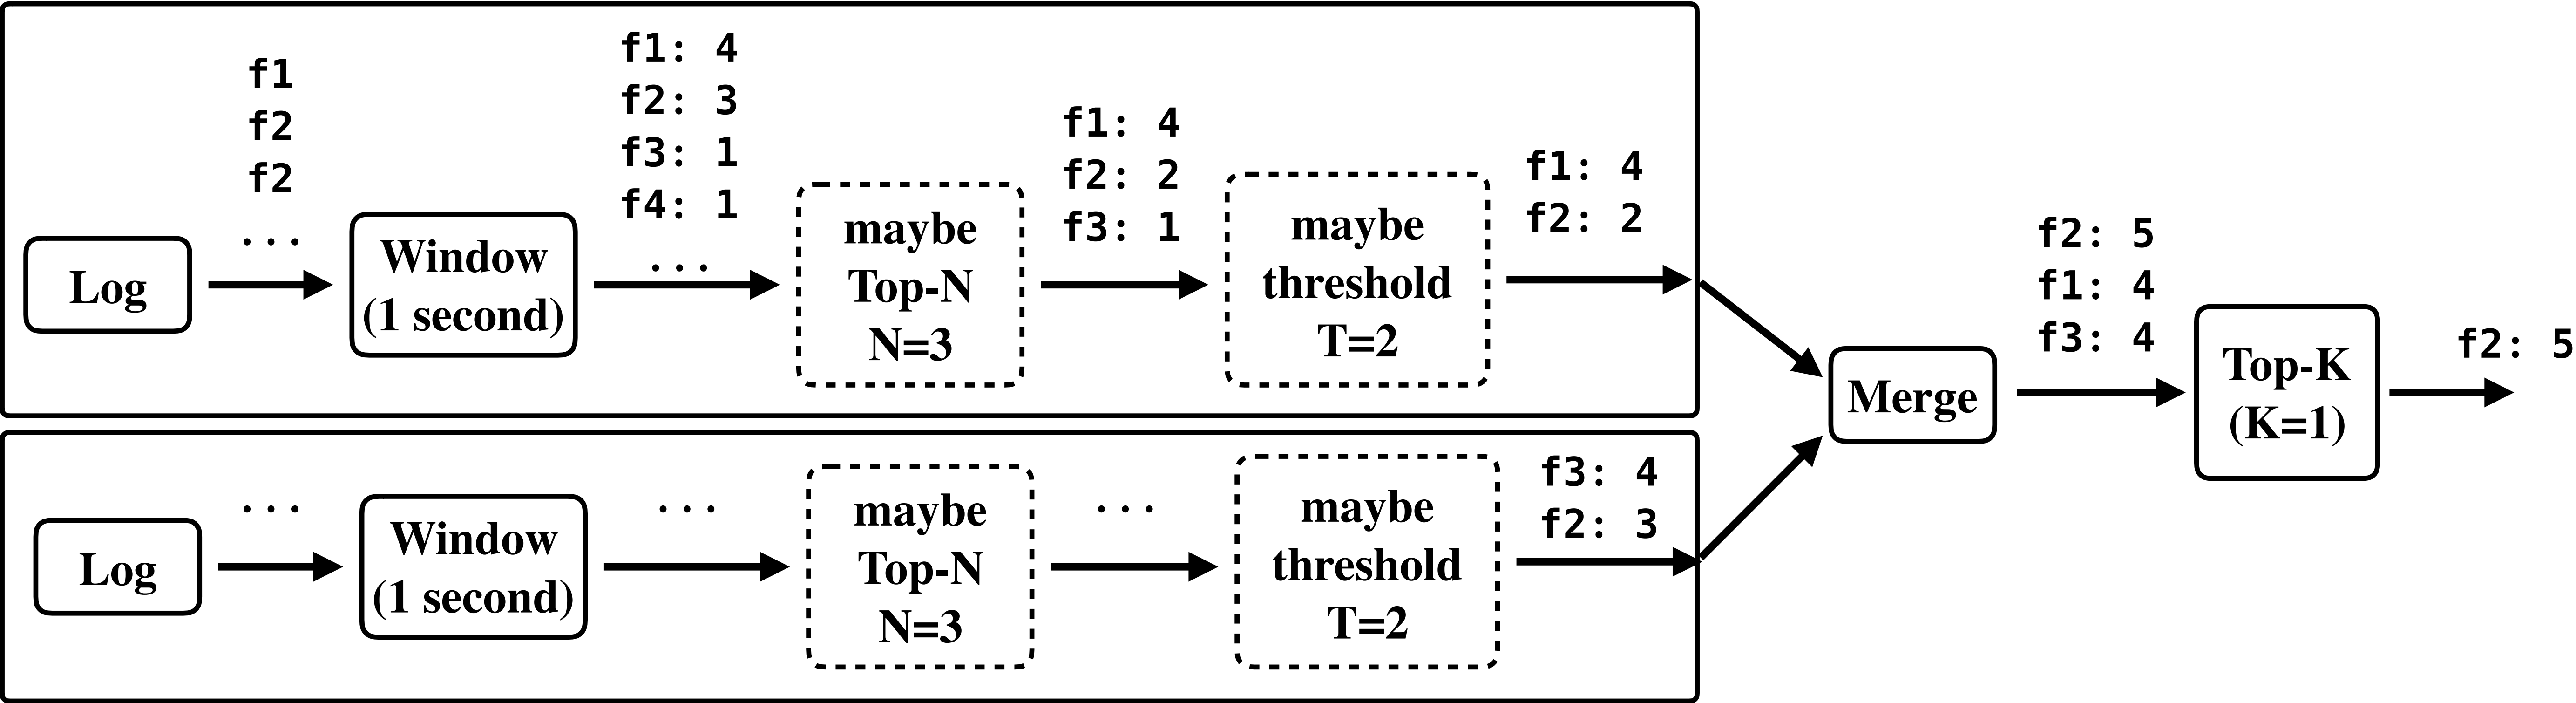 f1
f2
f2
...
f1: 4
f2: 3
f3: 1
f4: 1
...
f1: 4
f2: 2
f3: 1
f1: 4
f2: 2
Log
Window
(1 second)
maybe
Top-N
N=3
maybe
threshold
T=2
...
...
...
f3: 4
f2: 3
Log
Window
(1 second)
maybe
Top-N
N=3
maybe
threshold
T=2
Merge
f2: 5
f1: 4
f3: 4
Top-K
(K=1)
f2: 5